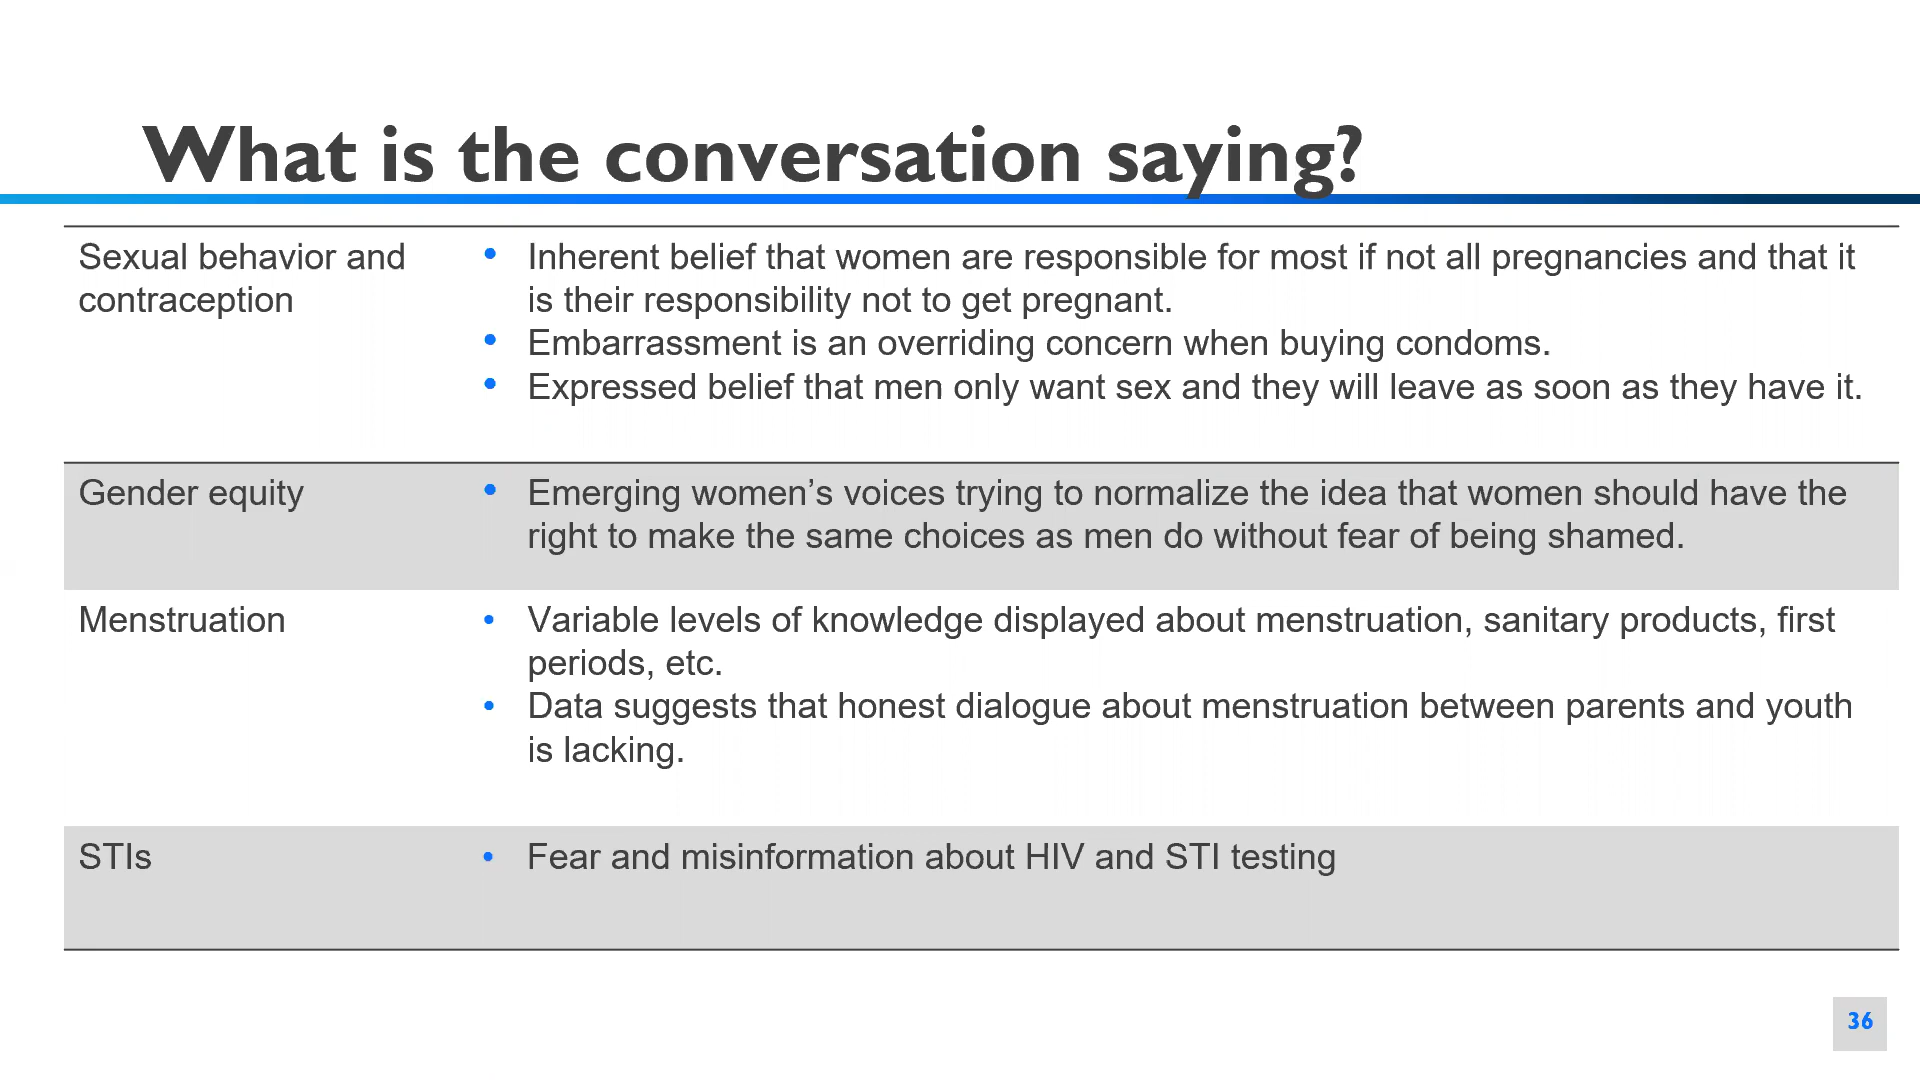 What is the conversation saying?
Sexual behavior and
contraception
• Inherent belief that women are responsible for most if not all pregnancies and that it
is their responsibility not to get pregnant.
• Embarrassment is an overriding concern when buying condoms.
• Expressed belief that men only want sex and they will leave as soon as they have it.
Gender equity
• Emerging women’s voices trying to normalize the idea that women should have the
right to make the same choices as men do without fear of being shamed.
Menstruation
• Variable levels of knowledge displayed about menstruation, sanitary products, first
periods, etc.
• Data suggests that honest dialogue about menstruation between parents and youth
is lacking.
STIs
• Fear and misinformation about HIV and STI testing
36